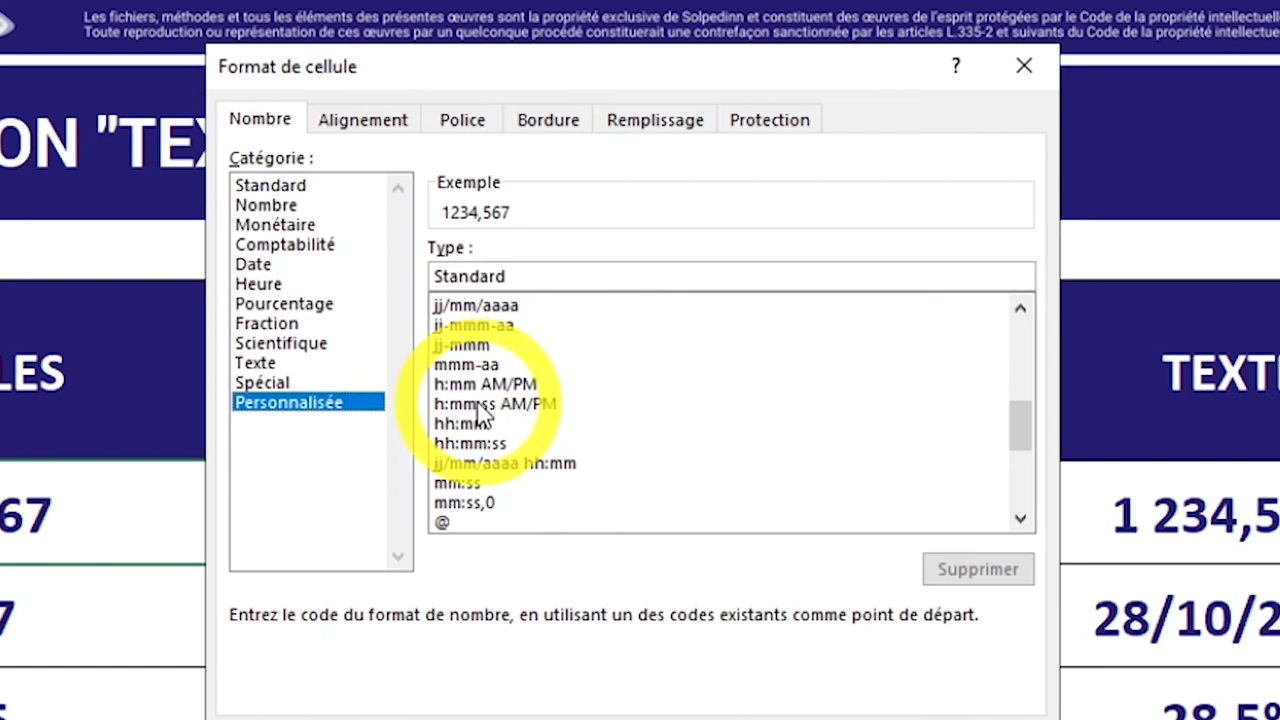 Les fichiers, méthodes et tous les éléments des présentes œuvres sont la propriété exclusive de Solpedinn et constituent des œuvres de l'esprit protégées par le Code de la propriété intellectuelle
Toute reproduction ou représentation de ces œuvres par un quelconque procédé constituerait une contrefaçon sanctionnée par les articles L.335-2 et suivants du Code de la propriété intellectue
Format de cellule
?
ON "TEX
Nombre
Alignement
Police
Bordure
Remplissage
Protection
Catégorie :
Standard
Nombre
Monétaire
Comptabilité
Date
Heure
Pourcentage
Fraction
Scientifique
Texte
Spécial
Personnalisée
Exemple
1234,567
Type :
Standard
jj/mm/aaaa
jj-mmm-aa
jj-mmm
mmm-aa
h:mm AM/PM
h:mm:ss AM/PM
hh:mm
hh:mm:ss
jj/mm/aaaa hh:mm
mm:ss
mm:ss,0
@
Supprimer
Entrez le code du format de nombre, en utilisant un des codes existants comme point de départ.
LES
TEXT
67
1 234,5
7
28/10/2
28,5%